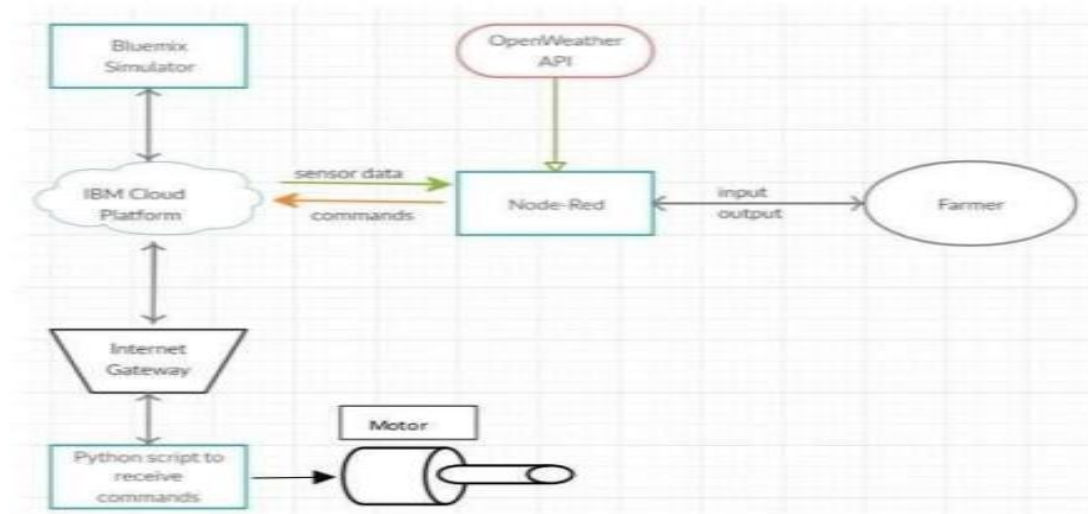 Bluemix
Simulator
OpenWeather
API
IBM Cloud
Platform
sensor data
commands
Node-Red
input
output
Farmer
Internet
Gateway
Motor
Python script to
receive
commands